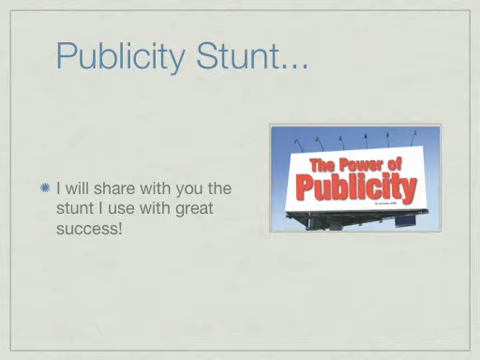 Publicity Stunt...
I will share with you the
stunt I use with great
success!
The Power of
Publicity